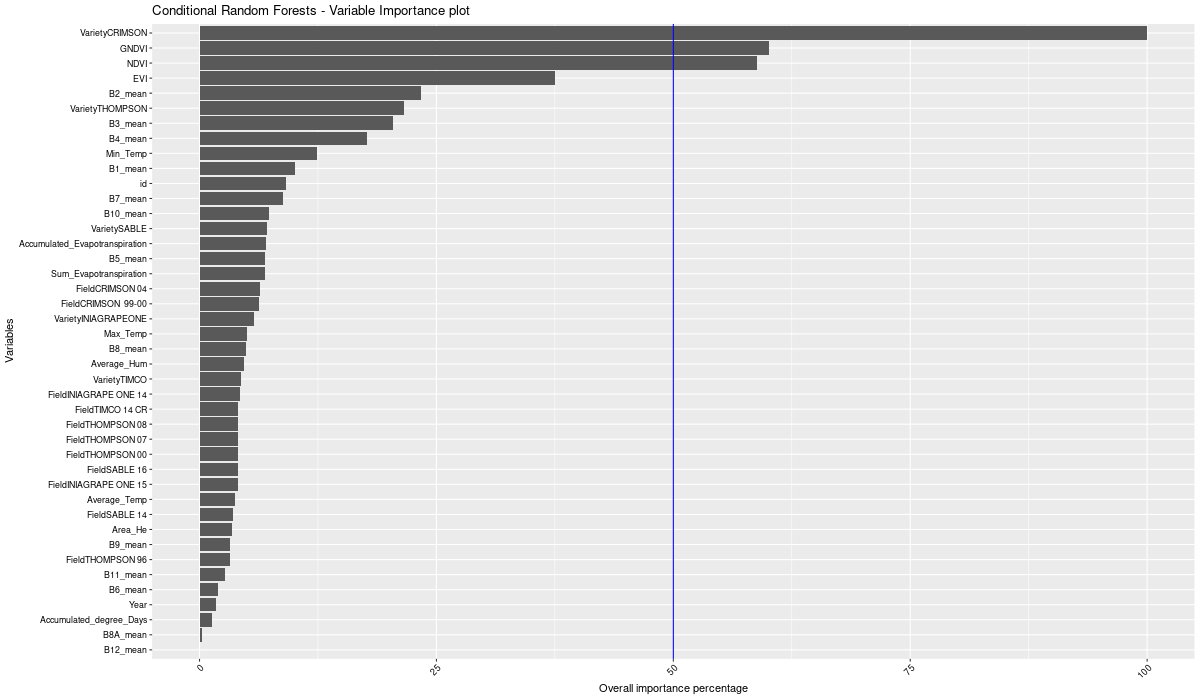 Conditional Random Forests - Variable Importance plot
VarietyCRIMSON
GNDVI
NDVI
EVI
B2_mean
VarietyTHOMPSON
B3_mean
B4_mean
Min_Temp
B1_mean
id
B7_mean
B10_mean
VarietySABLE
Accumulated_Evapotranspiration
B5_mean
Sum_Evapotranspiration
FieldCRIMSON 04
FieldCRIMSON 99-00
VarietyINIAGRAPEONE
Max_Temp
B8_mean
Average_Hum
VarietyTIMCO
FieldINIAGRAPE ONE 14
FieldTIMCO 14 CR
FieldTHOMPSON 08
FieldTHOMPSON 07
FieldTHOMPSON 00
FieldSABLE 16
FieldINIAGRAPE ONE 15
Average_Temp
FieldSABLE 14
Area_He
B9_mean
FieldTHOMPSON 96
B11_mean
B6_mean
Year
Accumulated_degree_Days
B8A_mean
B12_mean
Variables
0 25 50 75 100
Overall importance percentage